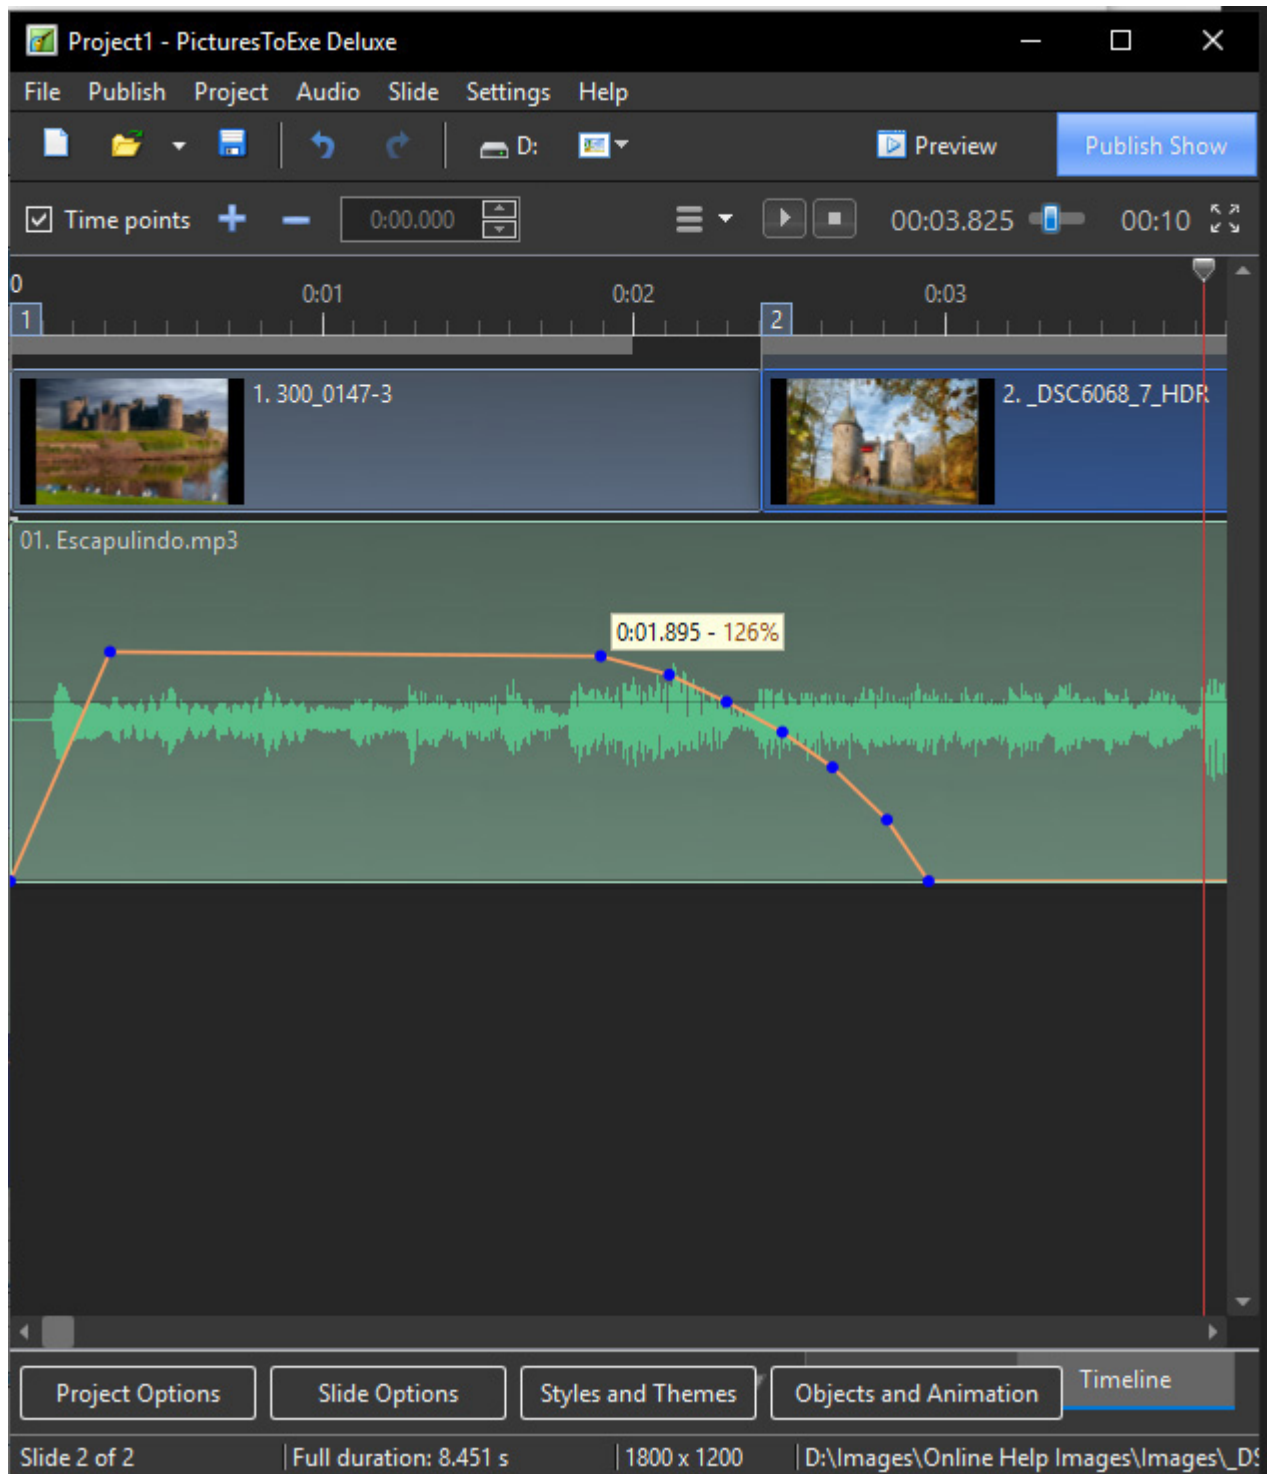 Project1 - PicturesToExe Deluxe
File Publish Project Audio Slide Settings Help
D: Preview Publish Show
Time points 0:00.000 00:03.825 00:10
0 0:01 0:02 0:03
1 2
1. 300_0147-3 2. _DSC6068_7_HDR
01. Escapulindo.mp3
0:01.895 - 126%
Project Options Slide Options Styles and Themes Objects and Animation Timeline
Slide 2 of 2 Full duration: 8.451 s 1800 x 1200 D:\Images\Online Help Images\Images\_DS